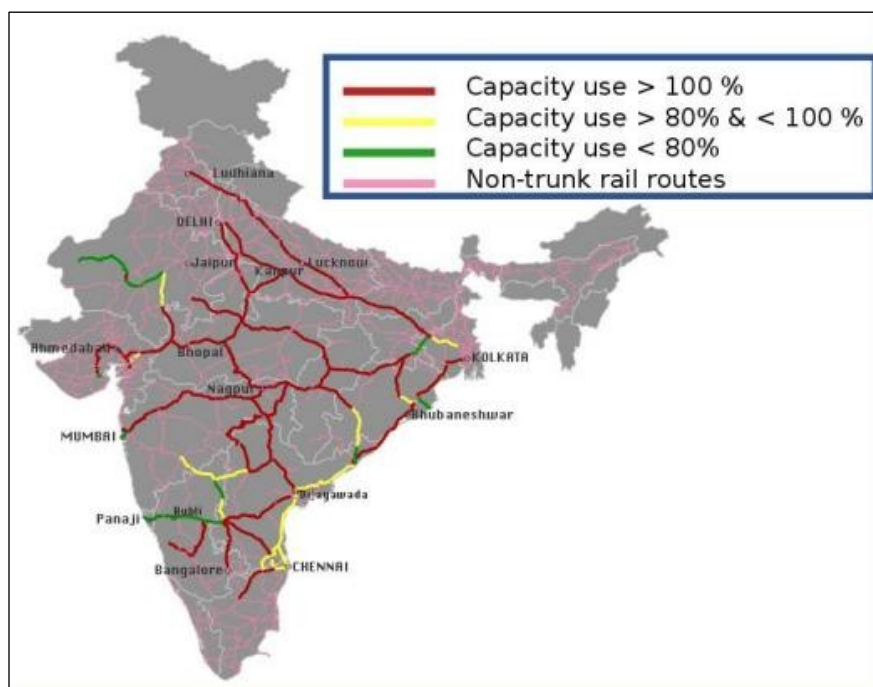 Capacity use > 100 %
Capacity use > 80% & < 100 %
Capacity use < 80%
Non-trunk rail routes
Ludhiana
DELHI
Jaipur
Lucknow
Kanpur
Ahmedabad
Bhopal
KOLKATA
Nagpur
Bhubaneshwar
MUMBAI
Vijayawada
Hubli
Panaji
Bangalore
CHENNAI